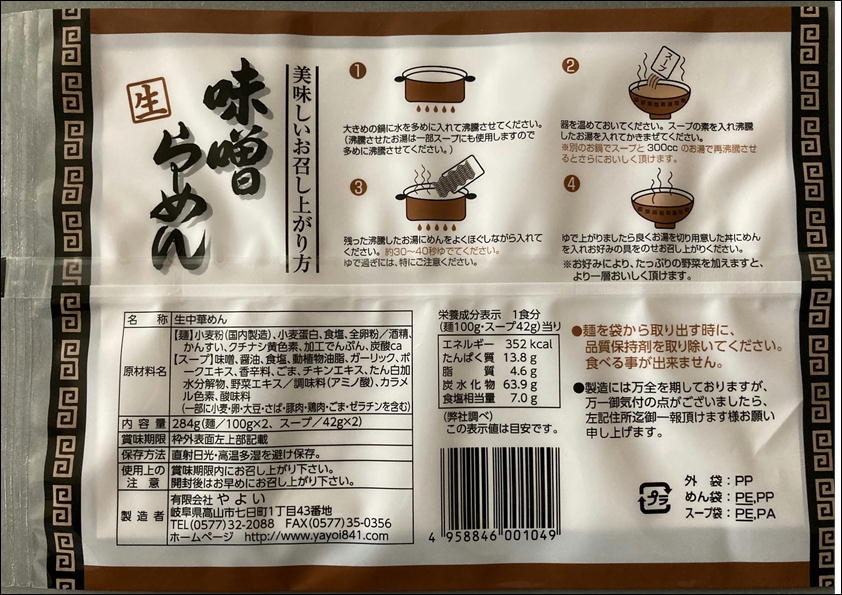 生
味噌
らーめん
美味しいお召し上がり方
1
大きめの鍋に水を多めに入れて沸騰させてください。
(沸騰させたお湯は一部スープにも使用しますので
多めに沸騰させてください。)
2
スープ
器を温めておいてください。スープの素を入れ沸騰
したお湯を入れてかきまぜてください。
※別のお鍋でスープと300ccのお湯で再沸騰させ
るとさらにおいしく頂けます。
3
残った沸騰したお湯にめんをよくほぐしながら入れて
ください。約30〜40秒ゆでてください。
ゆで過ぎには、特にご注意ください。
4
ゆで上がりましたら良くお湯を切り用意した丼にめん
を入れお好みの具をのせお召し上がりください。
※お好みにより、たっぷりの野菜を加えますと、
より一層おいしく頂けます。
名 称 生中華めん
原材料名 【麺】小麦粉(国内製造)、小麦蛋白、食塩、全卵粉/酒精、
かんすい、クチナシ黄色素、加工でんぷん、炭酸ca
【スープ】味噌、醤油、食塩、動植物油脂、ガーリック、ポ
ークエキス、香辛料、ごま、チキンエキス、たん白加
水分解物、野菜エキス/調味料(アミノ酸)、カラメ
ル色素、酸味料
(一部に小麦・卵・大豆・さば・豚肉・鶏肉・ごま・ゼラチンを含む)
内 容 量 284g(麺/100g×2、スープ/42g×2)
賞味期限 枠外表面左上部記載
保存方法 直射日光・高温多湿を避け保存。
使用上の 賞味期限内にお召し上がり下さい。
注 意 開封後はお早めにお召し上がり下さい。
製 造 者 有限会社 やよい
岐阜県高山市七日町1丁目43番地
TEL(0577)32-2088 FAX(0577)35-0356
ホームページ http://www.yayoi841.com
栄養成分表示 1食分
(麺100g・スープ42g)当り
エネルギー 352 kcal
たんぱく質 13.8 g
脂 質 4.6 g
炭水化物 63.9 g
食塩相当量 7.0 g
(弊社調べ)
この表示値は目安です。
4 958846 001049
●麺を袋から取り出す時に、
品質保持剤を取り除いてください。
食べる事が出来ません。
●製造には万全を期しておりますが、
万一御気付の点がございましたら、
左記住所迄御一報頂けます様お願い
申し上げます。
プラ
外 袋:PP
めん袋:PE,PP
スープ袋:PE,PA